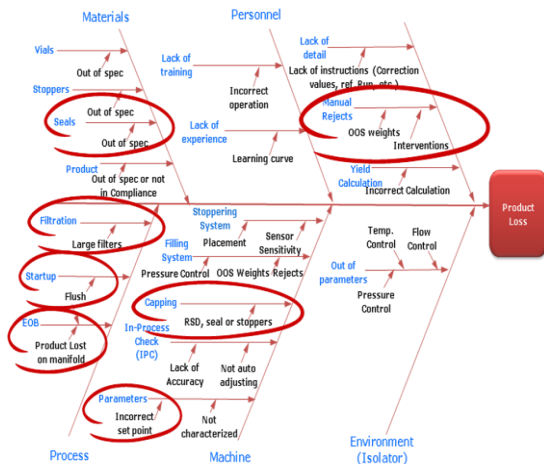 Materials
Personnel
Vials
Out of spec
Stoppers
Out of spec
Seals
Out of spec
Product
Out of spec or not
in Compliance
Lack of
training
Incorrect
operation
Lack of
experience
Learning curve
Lack of
detail
Lack of instructions (Correction
values, ref. Run, etc.)
Manual
Rejects
OOS weights
Interventions
Yield
Calculation
Incorrect Calculation
Product
Loss
Filtration
Large filters
Startup
Flush
EOB
Product Lost
on manifold
Stoppering
System
Placement
Sensor
Sensitivity
Filling
System
Pressure Control
OOS Weights Rejects
Capping
RSD, seal or stoppers
In-Process
Check
(IPC)
Lack of
Accuracy
Not auto
adjusting
Parameters
Incorrect
set point
Not
characterized
Temp.
Control
Flow
Control
Out of
parameters
Pressure
Control
Process
Machine
Environment
(Isolator)